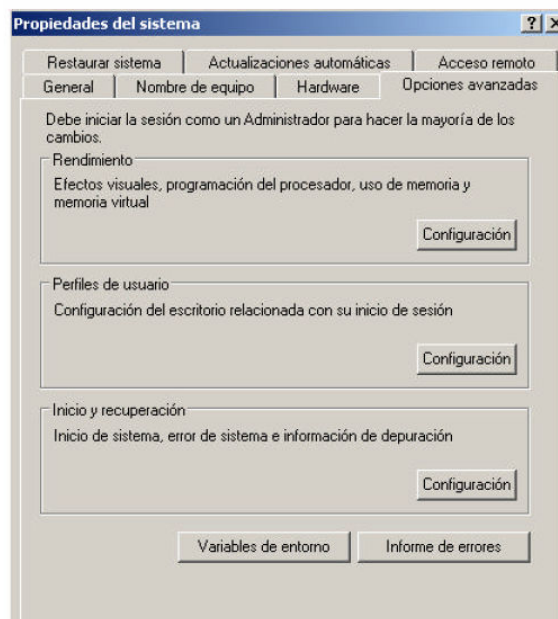 Propiedades del sistema
Restaurar sistema Actualizaciones automáticas Acceso remoto
General Nombre de equipo Hardware Opciones avanzadas
Debe iniciar la sesión como un Administrador para hacer la mayoría de los
cambios.
Rendimiento
Efectos visuales, programación del procesador, uso de memoria y
memoria virtual
Configuración
Perfiles de usuario
Configuración del escritorio relacionada con su inicio de sesión
Configuración
Inicio y recuperación
Inicio de sistema, error de sistema e información de depuración
Configuración
Variables de entorno Informe de errores